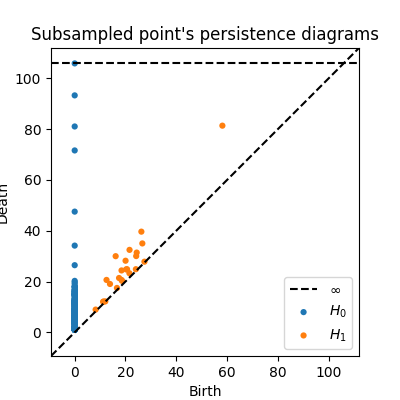 Subsampled point's persistence diagrams
100
80
60
40
20
0
Death
∞
H₀
H₁
0 20 40 60 80 100
Birth